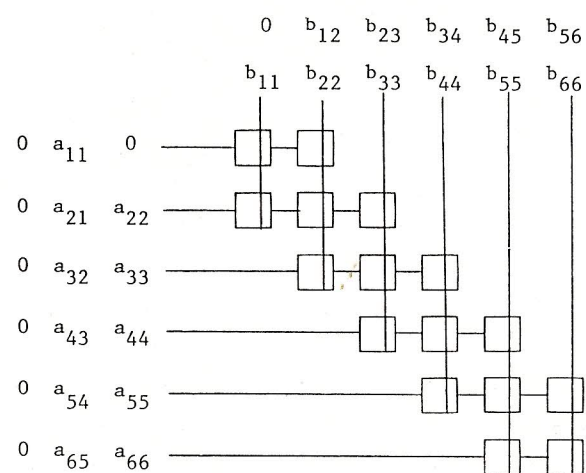 0 b12 b23 b34 b45 b56
b11 b22 b33 b44 b55 b66
0 a11 0
0 a21 a22
0 a32 a33
0 a43 a44
0 a54 a55
0 a65 a66